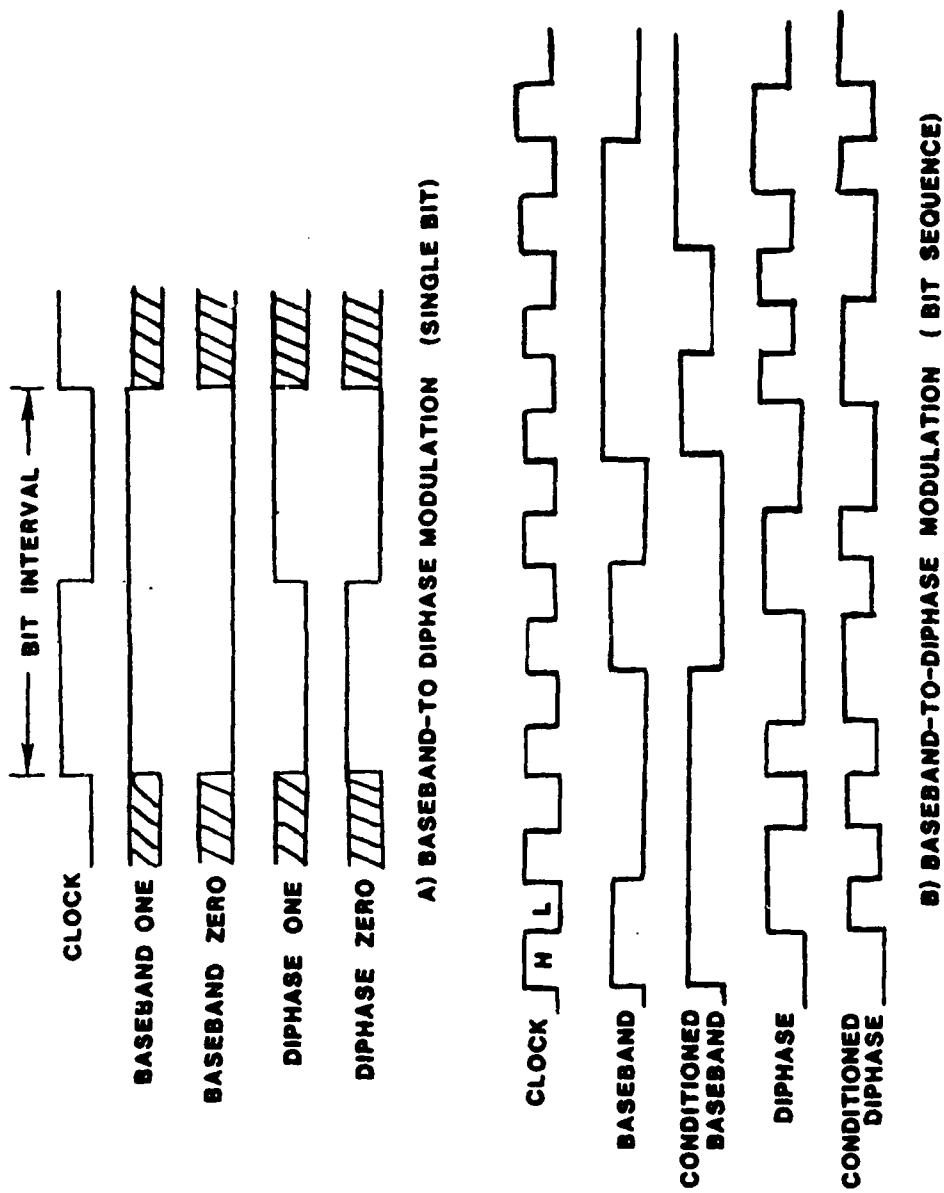 BIT INTERVAL
CLOCK
BASEBAND ONE
BASEBAND ZERO
DIPHASE ONE
DIPHASE ZERO
A) BASEBAND-TO DIPHASE MODULATION (SINGLE BIT)
CLOCK
H L
BASEBAND
CONDITIONED
BASEBAND
DIPHASE
CONDITIONED
DIPHASE
B) BASEBAND-TO-DIPHASE MODULATION ( BIT SEQUENCE)